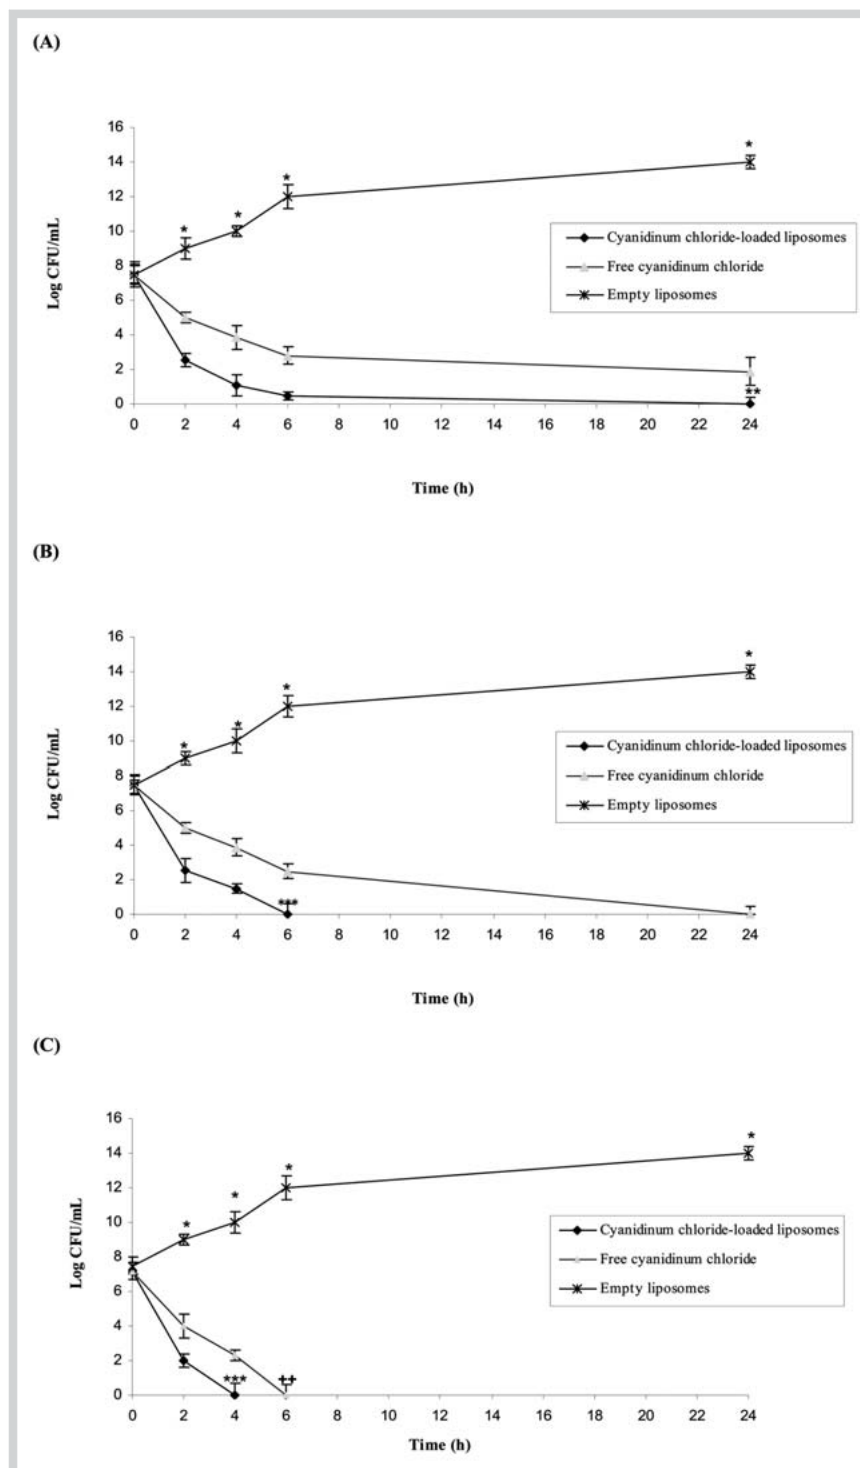 (A)
16
*
14
*
12
*
*
10
Log CFU/mL
8
Cyanidinum chloride-loaded liposomes
Free cyanidinum chloride
6
Empty liposomes
4
2
**
0
0 2 4 6 8 10 12 14 16 18 20 22 24
Time (h)
(B)
16
*
14
*
12
*
*
10
Log CFU/mL
8
Cyanidinum chloride-loaded liposomes
Free cyanidinum chloride
6
Empty liposomes
4
2
***
0
0 2 4 6 8 10 12 14 16 18 20 22 24
Time (h)
(C)
16
*
14
*
12
*
*
10
Log CFU/mL
8
Cyanidinum chloride-loaded liposomes
Free cyanidinum chloride
6
Empty liposomes
4
2
*** ++
0
0 2 4 6 8 10 12 14 16 18 20 22 24
Time (h)